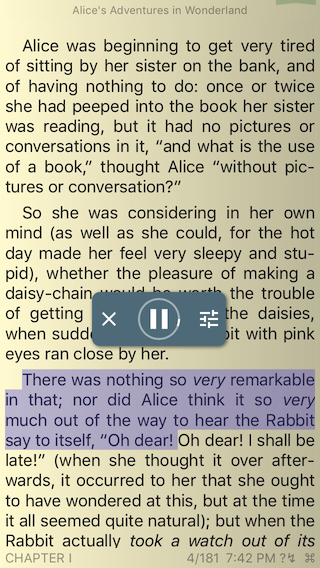 Alice's Adventures in Wonderland
Alice was beginning to get very tired
of sitting by her sister on the bank, and
of having nothing to do: once or twice
she had peeped into the book her sister
was reading, but it had no pictures or
conversations in it, “and what is the use
of a book,” thought Alice “without pic-
tures or conversation?”
So she was considering in her own
mind (as well as she could, for the hot
day made her feel very sleepy and stu-
pid), whether the pleasure of making a
daisy-chain would be worth the trouble
of getting the daisies,
when with pink
eyes ran close by her.
There was nothing so very remarkable
in that; nor did Alice think it so very
much out of the way to hear the Rabbit
say to itself, “Oh dear! Oh dear! I shall be
late!” (when she thought it over after-
wards, it occurred to her that she ought
to have wondered at this, but at the time
it all seemed quite natural); but when the
Rabbit actually took a watch out of its
CHAPTER I 4/181 7:42 PM ?↯ ⌘